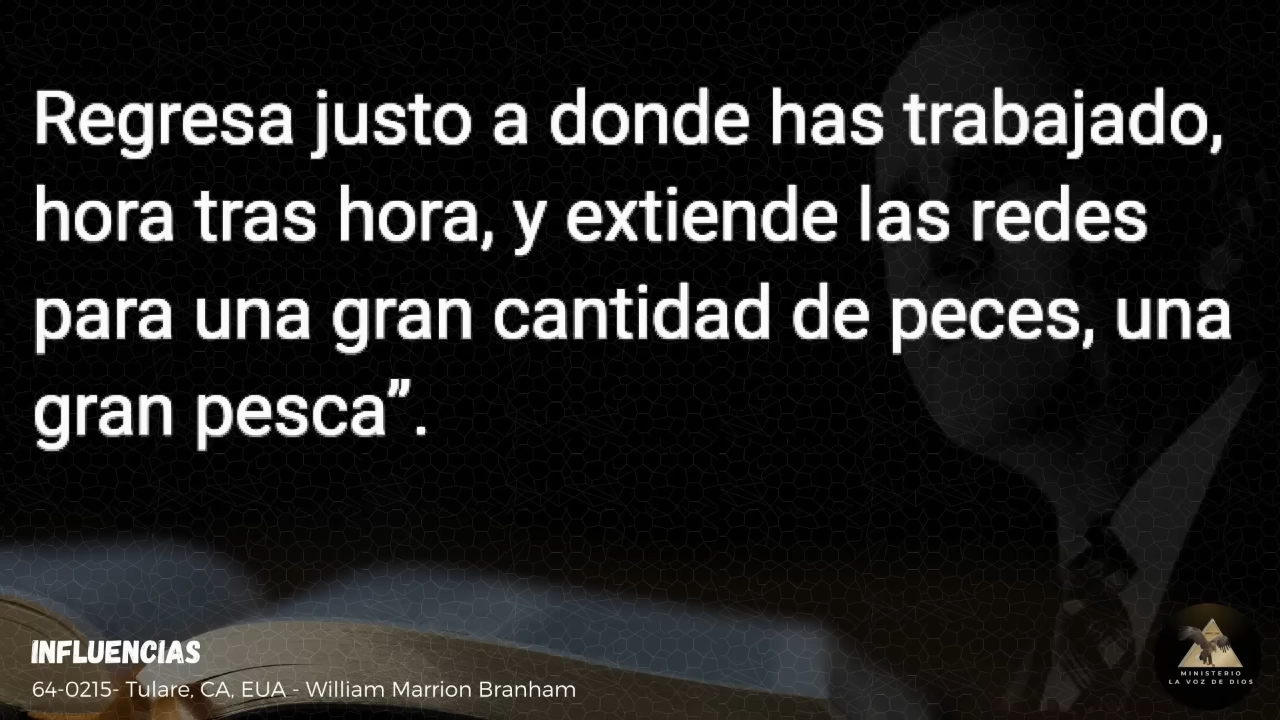 Regresa justo a donde has trabajado,
hora tras hora, y extiende las redes
para una gran cantidad de peces, una
gran pesca”.
INFLUENCIAS
64-0215- Tulare, CA, EUA - William Marrion Branham
MINISTERIO
LA VOZ DE DIOS